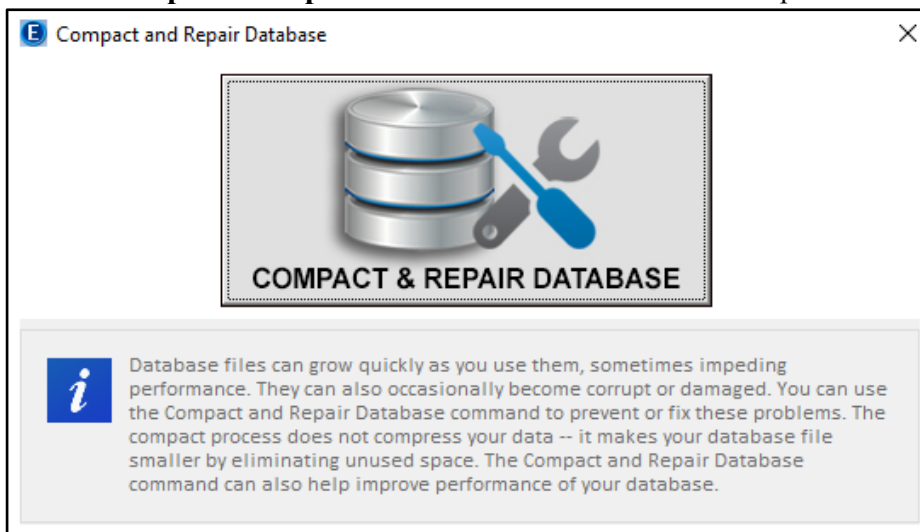 E Compact and Repair Database
COMPACT & REPAIR DATABASE
i
Database files can grow quickly as you use them, sometimes impeding
performance. They can also occasionally become corrupt or damaged. You can use
the Compact and Repair Database command to prevent or fix these problems. The
compact process does not compress your data -- it makes your database file
smaller by eliminating unused space. The Compact and Repair Database
command can also help improve performance of your database.